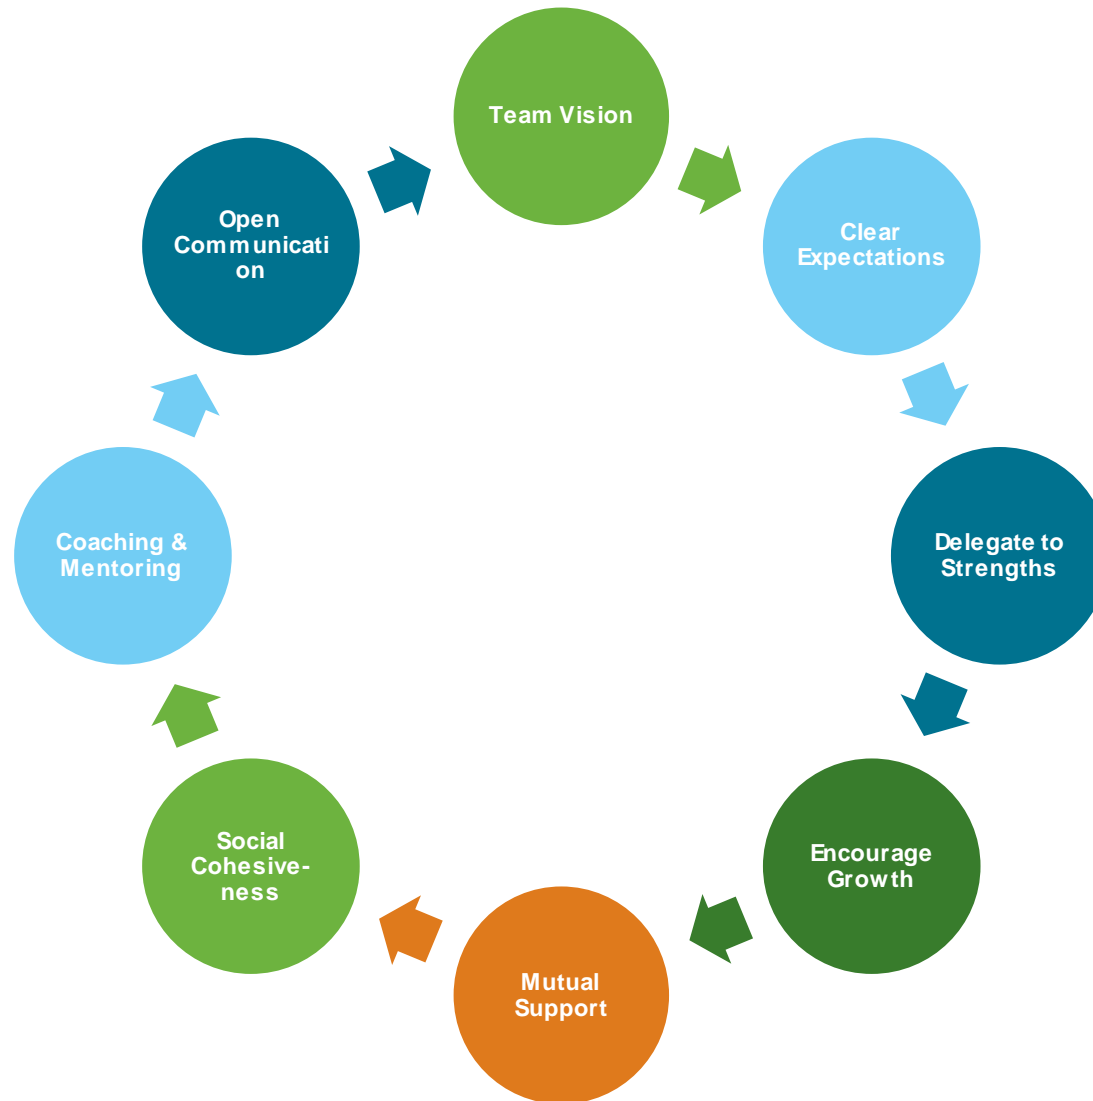 Team Vision
Clear
Expectations
Delegate to
Strengths
Encourage
Growth
Mutual
Support
Social
Cohesive-
ness
Coaching &
Mentoring
Open
Communicati
on